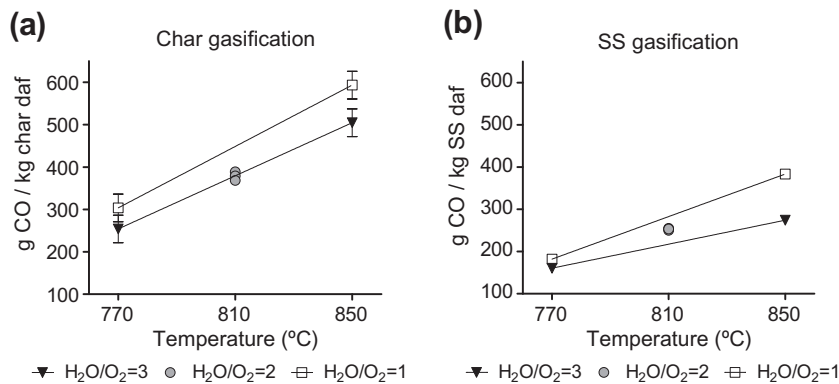 (a)
Char gasification
g CO / kg char daf
600
500
400
300
200
100
770 810 850
Temperature (ºC)
H₂O/O₂=3 H₂O/O₂=2 H₂O/O₂=1
(b)
SS gasification
g CO / kg SS daf
600
500
400
300
200
100
770 810 850
Temperature (ºC)
H₂O/O₂=3 H₂O/O₂=2 H₂O/O₂=1